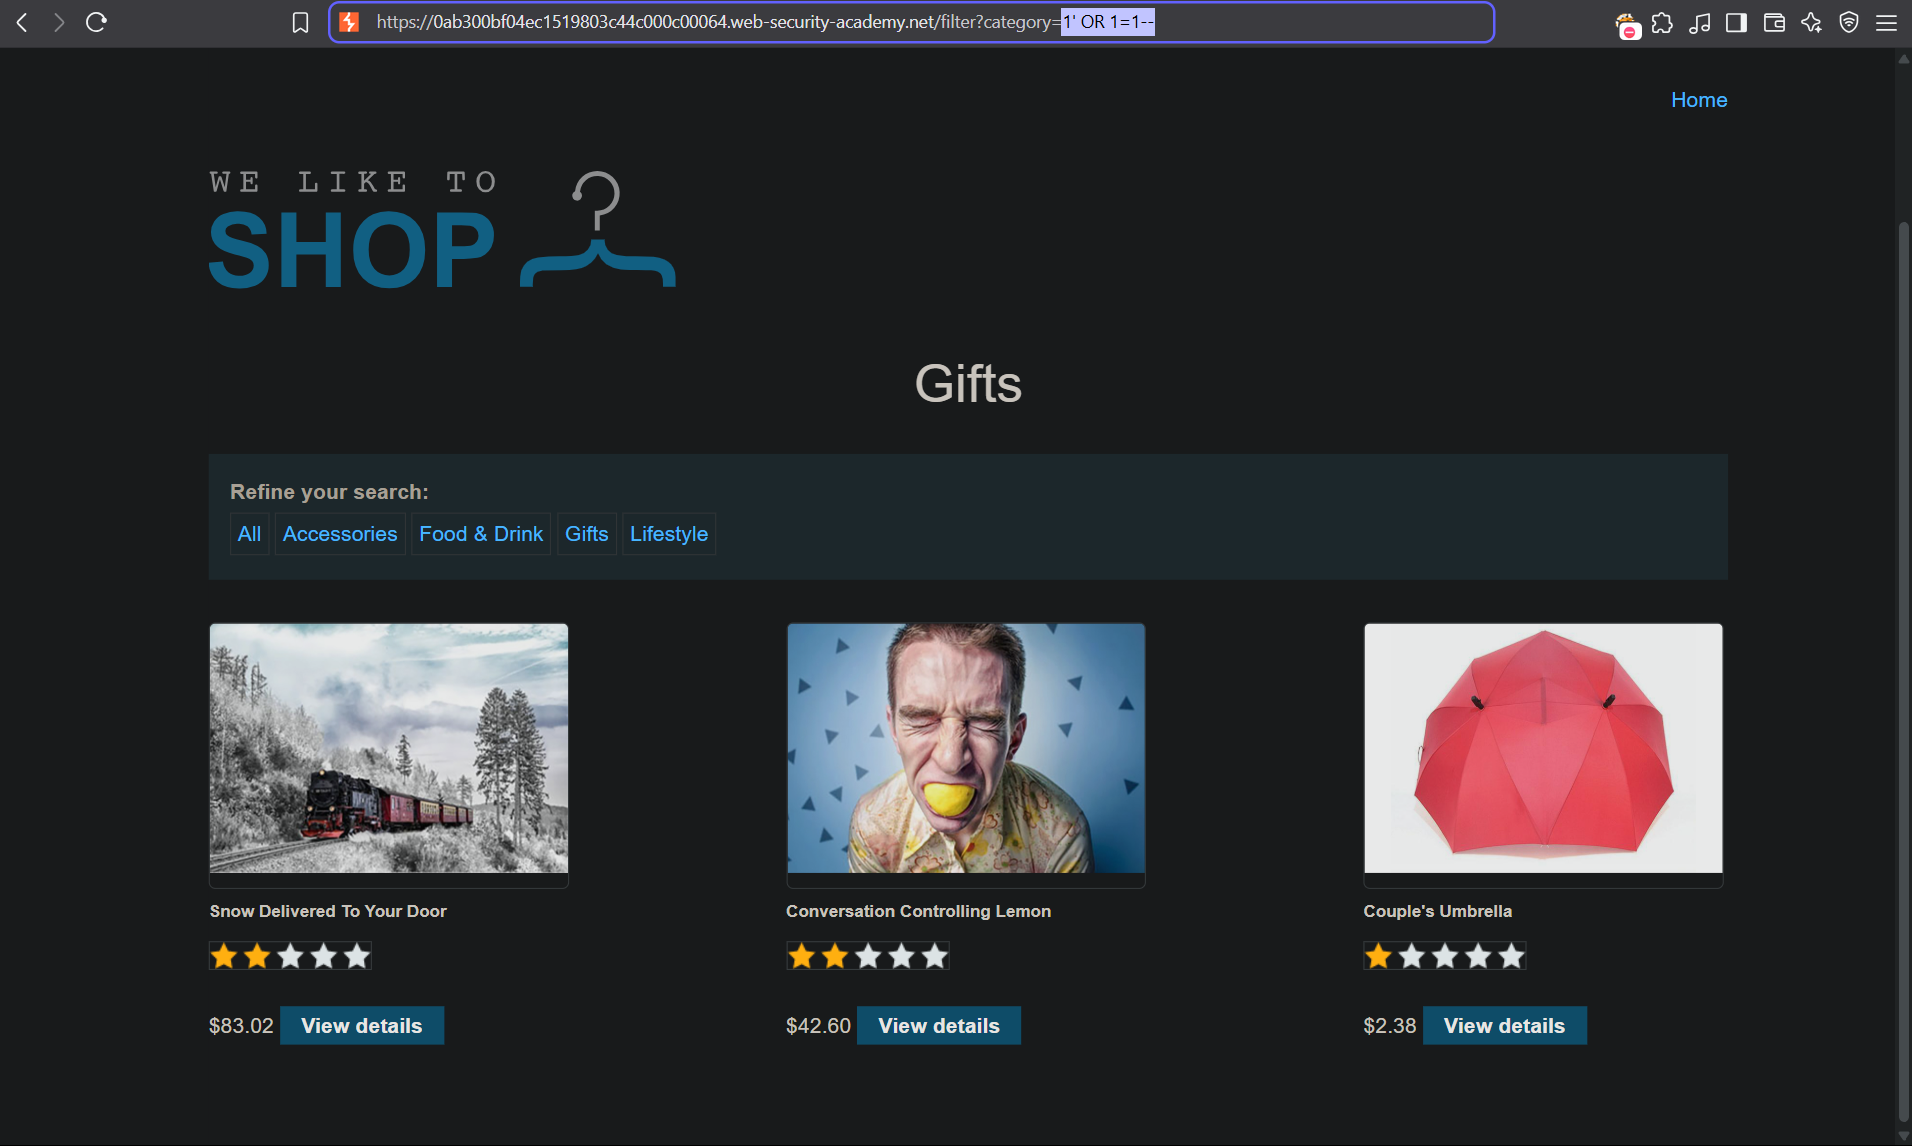 https://0ab300bf04ec1519803c44c000c00064.web-security-academy.net/filter?category=1' OR 1=1--
Home
WE LIKE TO
SHOP
Gifts
Refine your search:
All Accessories Food & Drink Gifts Lifestyle
Snow Delivered To Your Door Conversation Controlling Lemon Couple's Umbrella
$83.02 View details $42.60 View details $2.38 View details